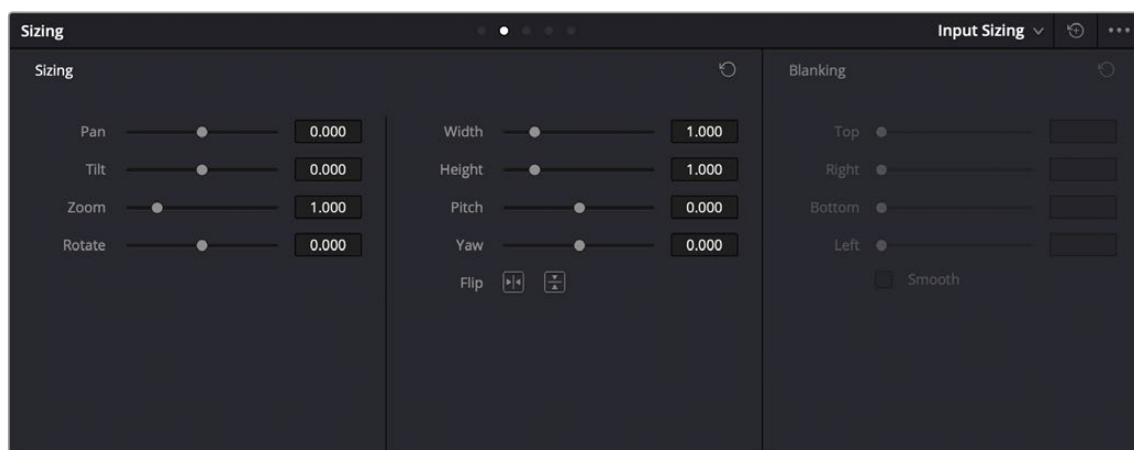 Sizing
Input Sizing
Sizing
Pan 0.000
Tilt 0.000
Zoom 1.000
Rotate 0.000
Width 1.000
Height 1.000
Pitch 0.000
Yaw 0.000
Flip
Blanking
Top
Right
Bottom
Left
Smooth